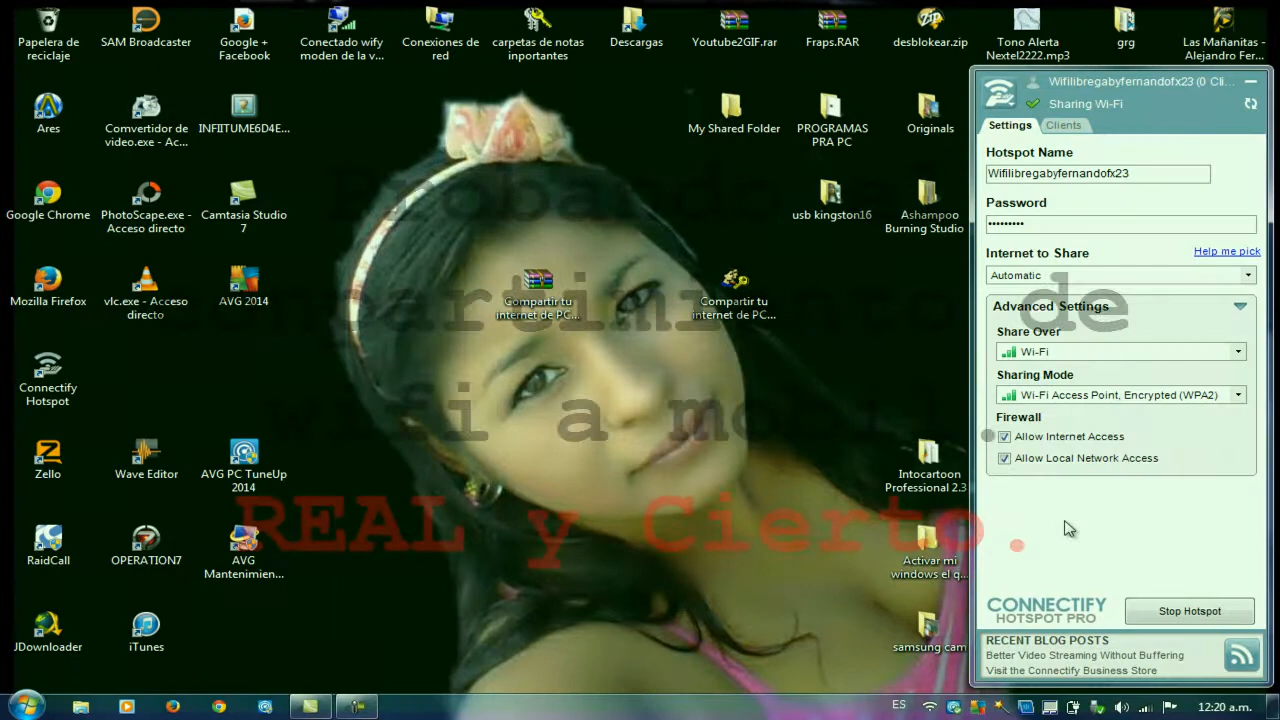 Papelera de
reciclaje
SAM Broadcaster
Google +
Facebook
Conectado wify
moden de la v...
Conexiones de
red
carpetas de notas
inportantes
Descargas
Youtube2GIF.rar
Fraps.RAR
desblokear.zip
Tono Alerta
Nextel2222.mp3
grg
Las Mañanitas -
Alejandro Fer...
Ares
Comvertidor de
video.exe - Ac...
INFIITUME6D4E...
My Shared Folder
PROGRAMAS
PRA PC
Originals
Google Chrome
PhotoScape.exe -
Acceso directo
Camtasia Studio
7
usb kingston16
Ashampoo
Burning Studio
Mozilla Firefox
vlc.exe - Acceso
directo
AVG 2014
Compartir tu
internet de PC...
Compartir tu
internet de PC...
Connectify
Hotspot
Zello
Wave Editor
AVG PC TuneUp
2014
Intocartoon
Professional 2.3
RaidCall
OPERATION7
AVG
Mantenimien...
Activar mi
windows el q...
JDownloader
iTunes
samsung cam
Probando
de
a
REAL y Cierto.
Wifilibregabyfernandofx23 (0 Cli...
Sharing Wi-Fi
Settings
Clients
Hotspot Name
Wifilibregabyfernandofx23
Password
•••••••••
Internet to Share
Help me pick
Automatic
Advanced Settings
Share Over
Wi-Fi
Sharing Mode
Wi-Fi Access Point, Encrypted (WPA2)
Firewall
Allow Internet Access
Allow Local Network Access
CONNECTIFY
HOTSPOT PRO
Stop Hotspot
RECENT BLOG POSTS
Better Video Streaming Without Buffering
Visit the Connectify Business Store
ES
12:20 a.m.